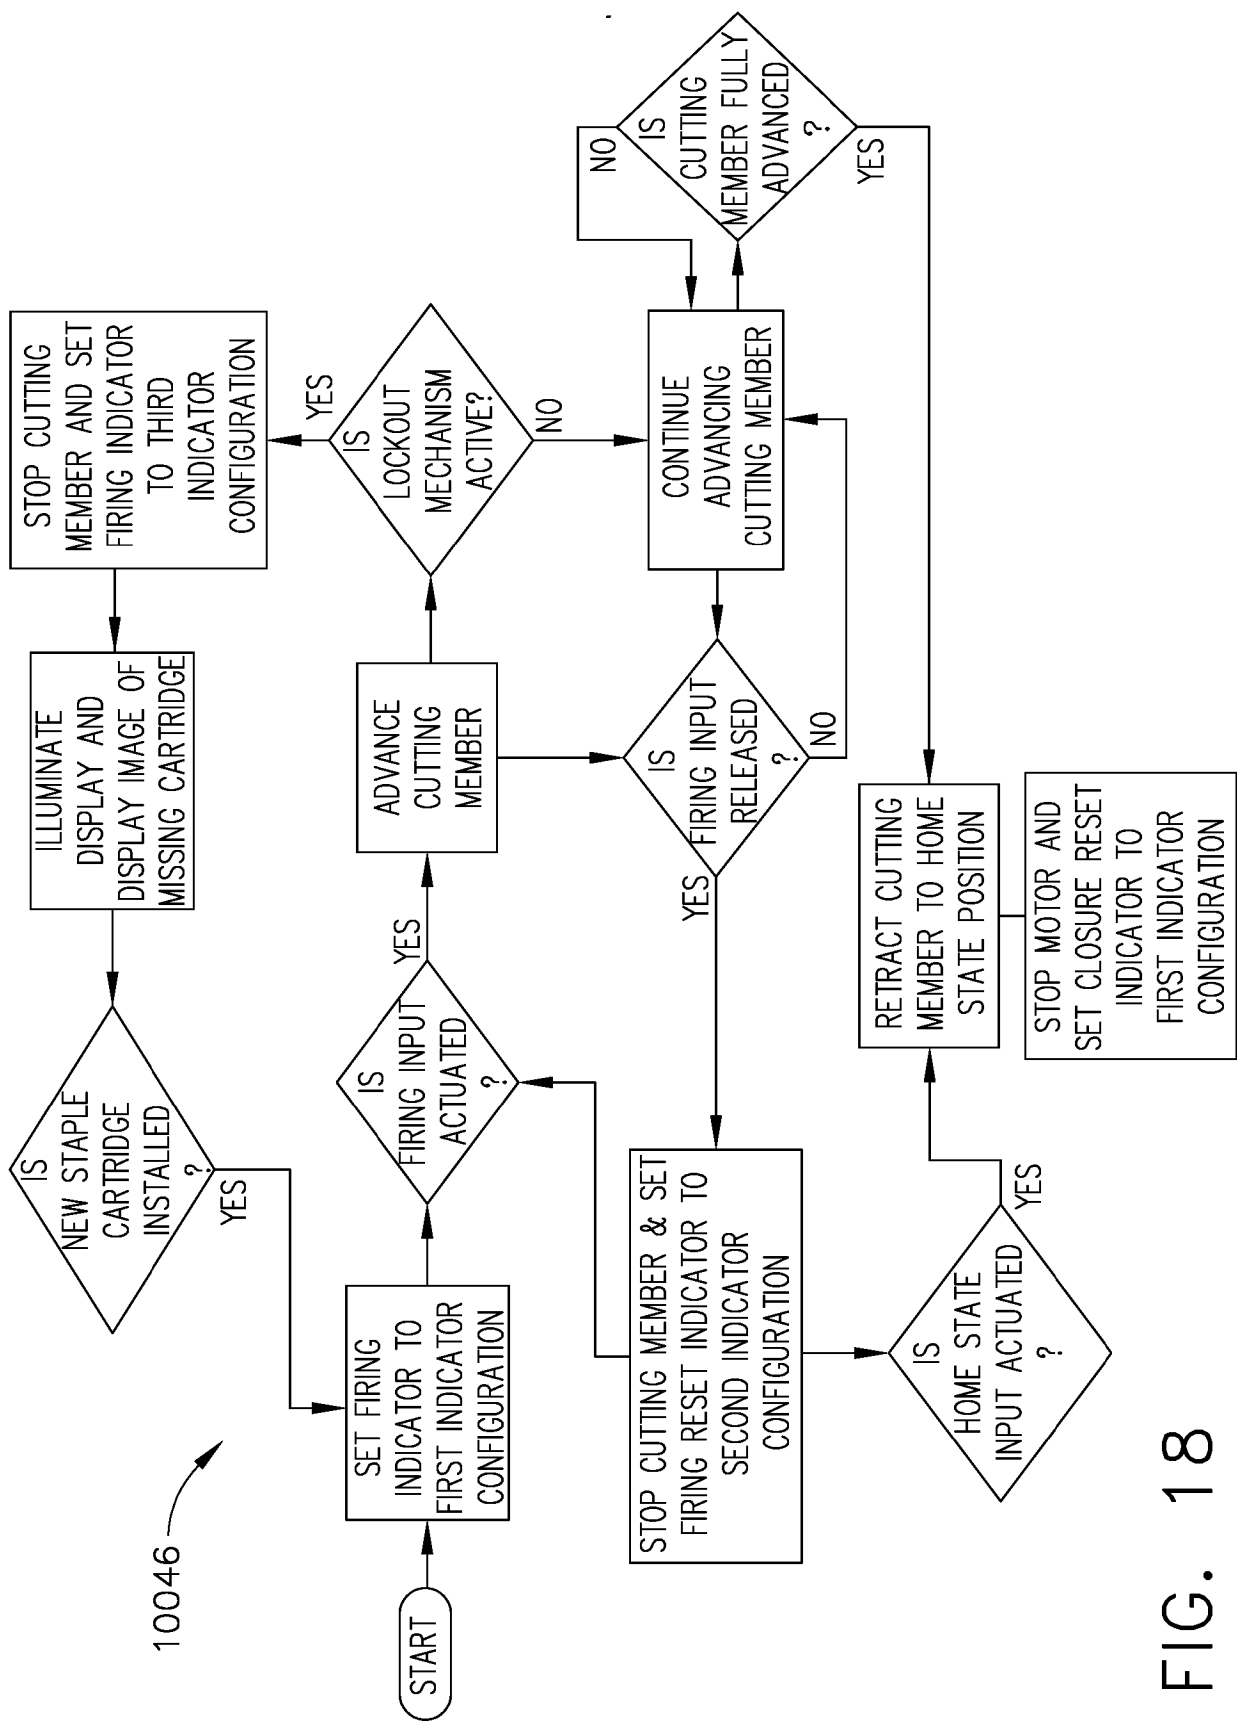 10046
START
SET FIRING
INDICATOR TO
FIRST INDICATOR
CONFIGURATION
IS
FIRING INPUT
ACTUATED
?
YES
ADVANCE
CUTTING
MEMBER
IS
LOCKOUT
MECHANISM
ACTIVE?
YES
NO
STOP CUTTING
MEMBER AND SET
FIRING INDICATOR
TO THIRD
INDICATOR
CONFIGURATION
ILLUMINATE
DISPLAY AND
DISPLAY IMAGE OF
MISSING CARTRIDGE
IS
NEW STAPLE
CARTRIDGE
INSTALLED
?
YES
CONTINUE
ADVANCING
CUTTING MEMBER
IS
CUTTING
MEMBER FULLY
ADVANCED
?
NO
YES
IS
FIRING INPUT
RELEASED
?
NO
YES
STOP CUTTING MEMBER & SET
FIRING RESET INDICATOR TO
SECOND INDICATOR
CONFIGURATION
IS
HOME STATE
INPUT ACTUATED
?
YES
RETRACT CUTTING
MEMBER TO HOME
STATE POSITION
STOP MOTOR AND
SET CLOSURE RESET
INDICATOR TO
FIRST INDICATOR
CONFIGURATION
FIG. 18